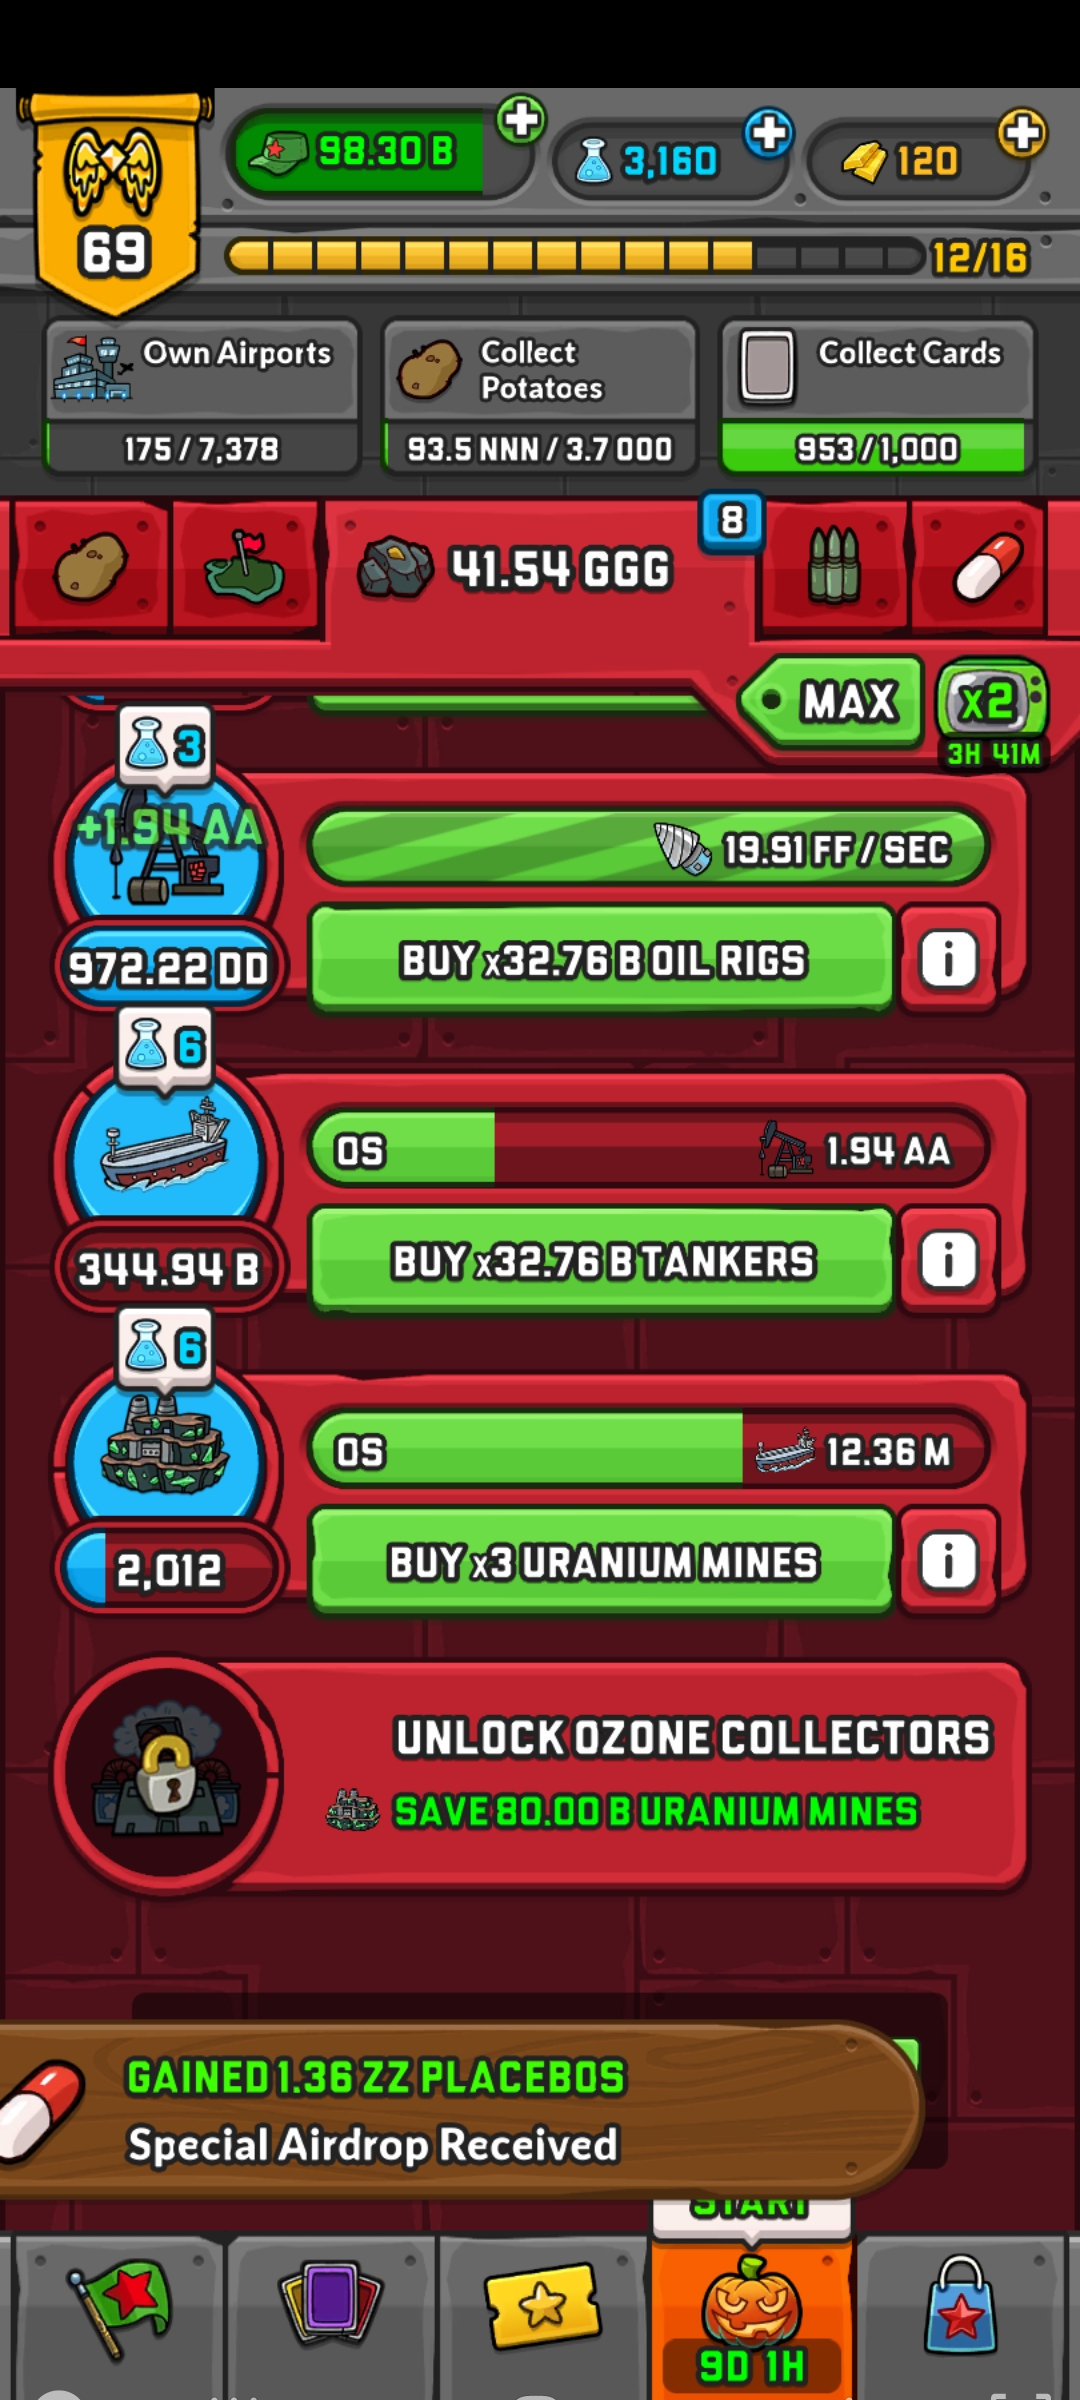 69
98.30 B
3,160
120
12/16
Own Airports
175 / 7,378
Collect
Potatoes
93.5 NNN / 3.7 OOO
Collect Cards
953 / 1,000
41.54 GGG
8
MAX
x2
3H 41M
3
+1.94 AA
19.91 FF / SEC
972.22 DD
BUY x32.76 B OIL RIGS
i
6
0S
1.94 AA
344.94 B
BUY x32.76 B TANKERS
i
6
0S
12.36 M
2,012
BUY x3 URANIUM MINES
i
UNLOCK OZONE COLLECTORS
SAVE 80.00 B URANIUM MINES
GAINED 1.36 ZZ PLACEBOS
Special Airdrop Received
START
9D 1H